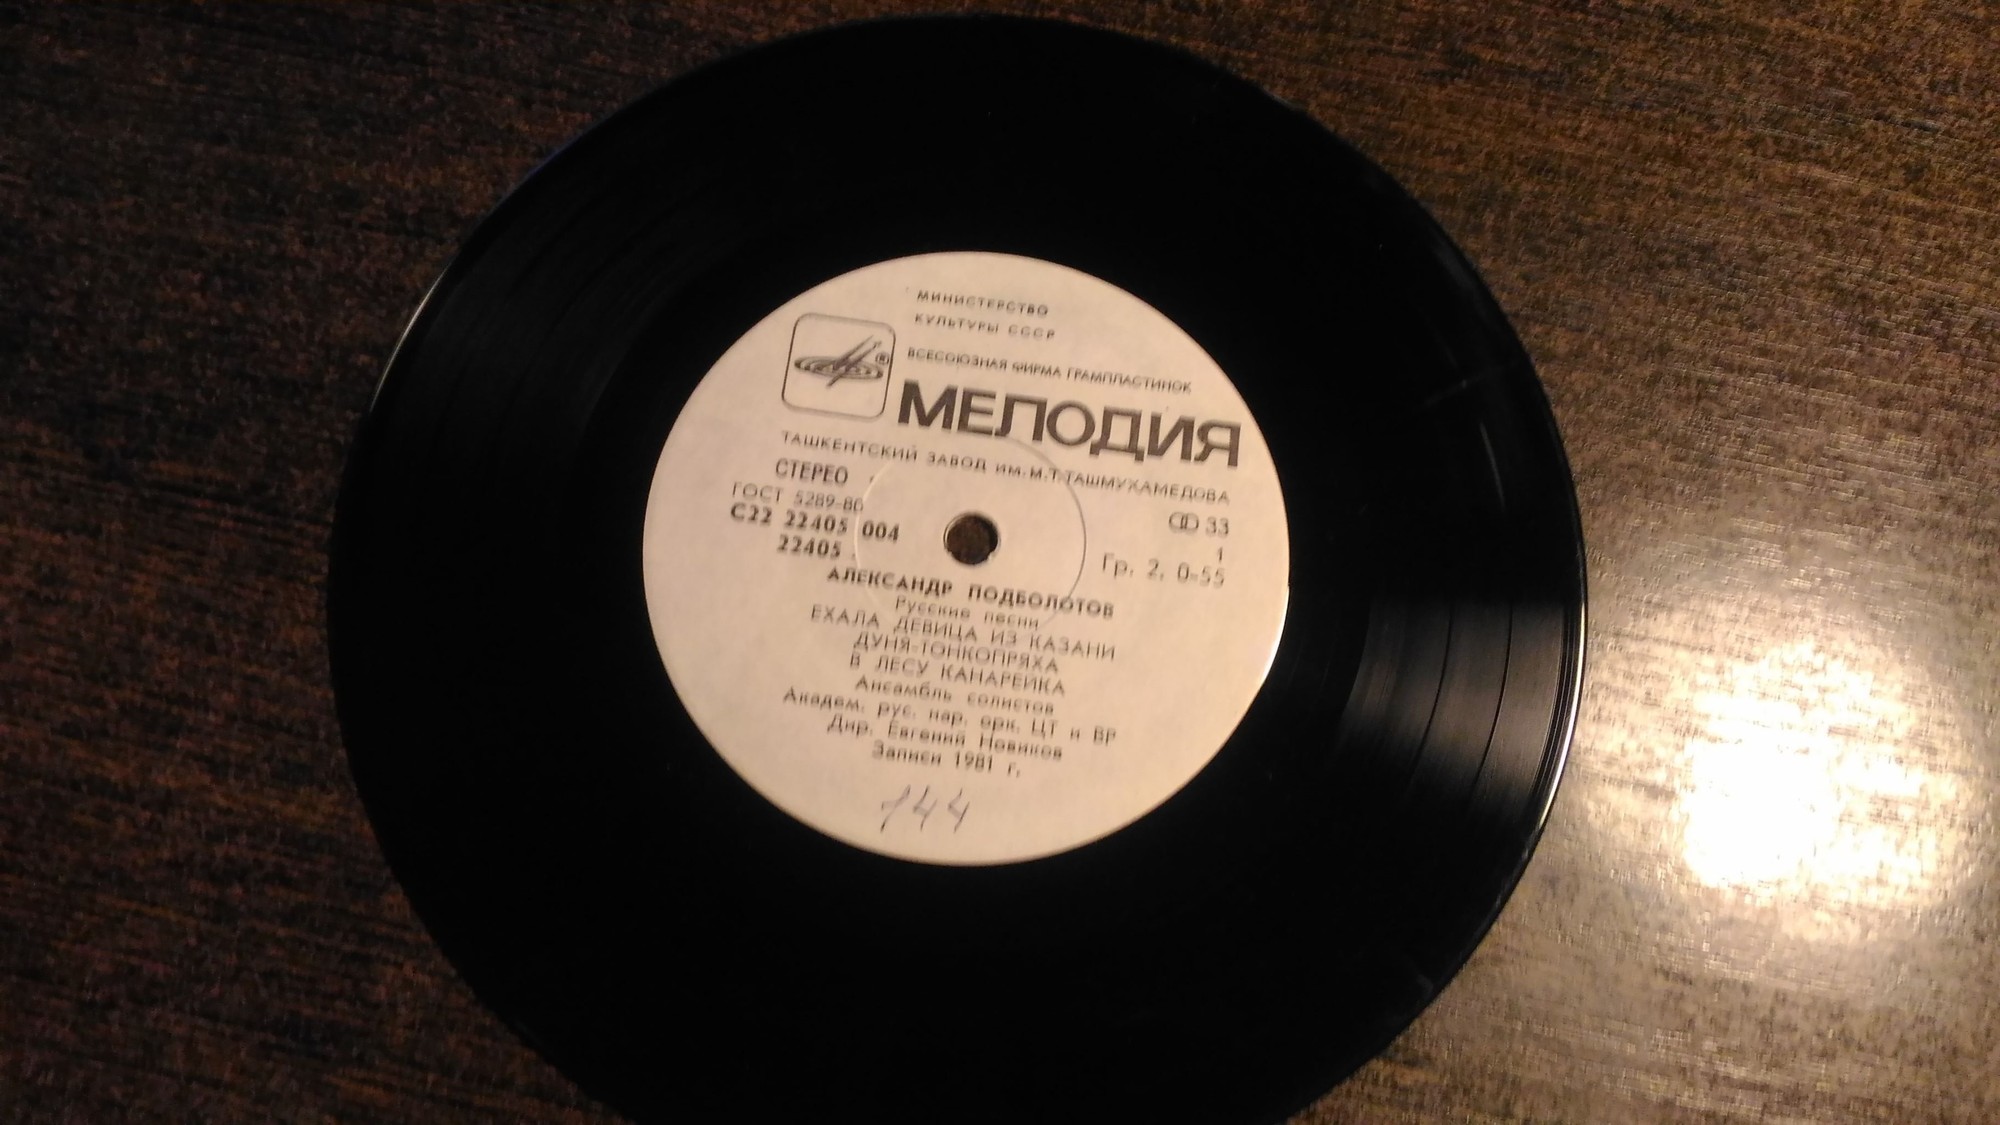 МИНИСТЕРСТВО
КУЛЬТУРЫ СССР
ВСЕСОЮЗНАЯ ФИРМА ГРАМПЛАСТИНОК
®
МЕЛОДИЯ
ТАШКЕНТСКИЙ ЗАВОД ИМ. М.Т.ТАШМУХАМЕДОВА
СТЕРЕО
ГОСТ 5289-80
33
С22 22405 004
1
22405
Гр. 2, 0-55
АЛЕКСАНДР ПОДБОЛОТОВ
Русские песни
ЕХАЛА ДЕВИЦА ИЗ КАЗАНИ
ДУНЯ-ТОНКОПРЯХА
В ЛЕСУ КАНАРЕЙКА
Ансамбль солистов
Академ. рус. нар. орк. ЦТ и ВР
Дир. Евгений Новиков
Записи 1981 г.
144